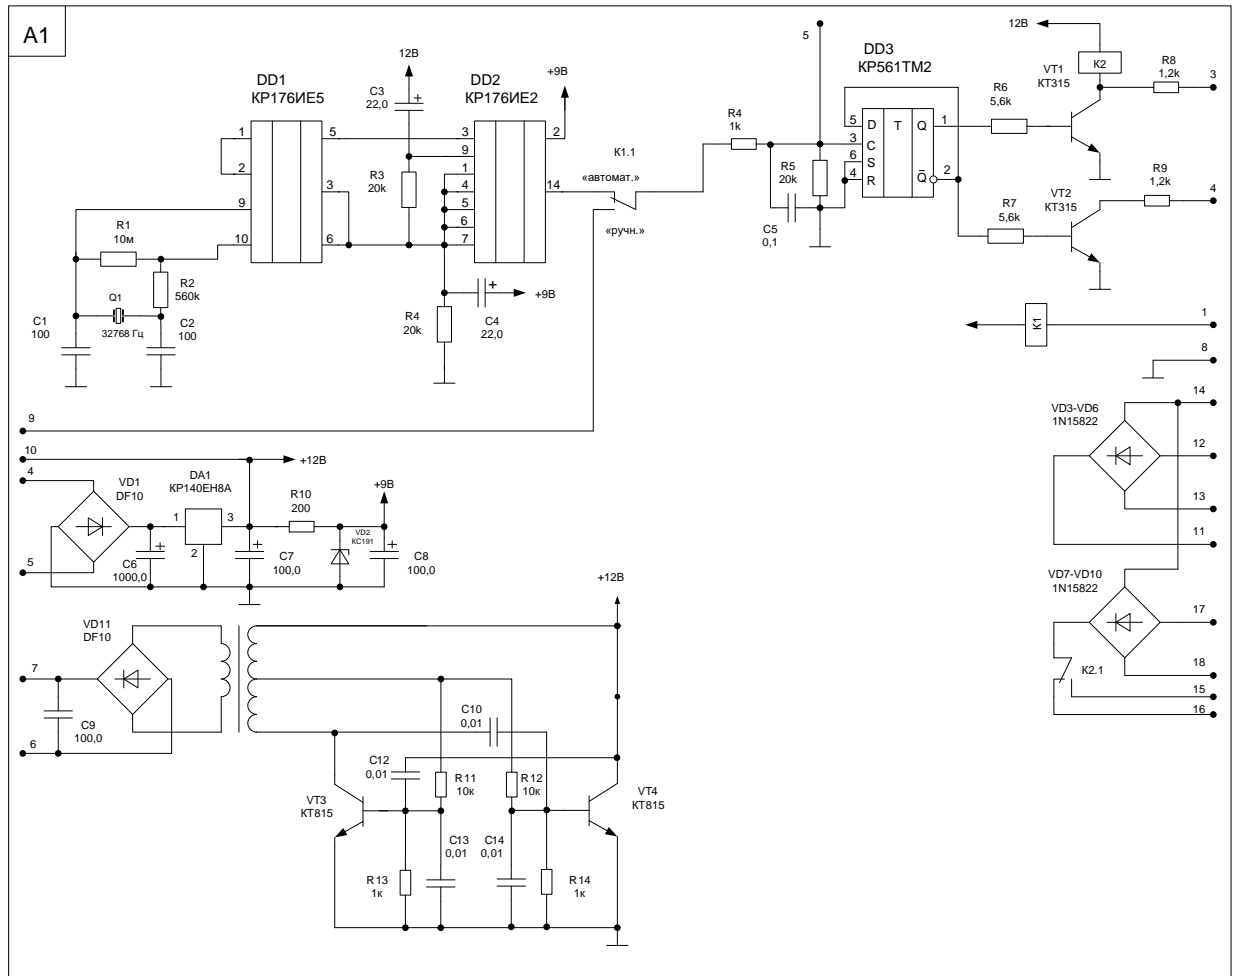 A1
DD1
КР176ИЕ5
1
2
9
10
5
3
6
12В
C3
22,0
R3
20k
DD2
КР176ИЕ2
3
9
1
4
5
6
7
2
14
+9В
К1.1
«автомат.»
«ручн.»
R4
1k
5
R5
20k
C5
0,1
DD3
КР561ТМ2
5
3
6
4
D
C
S
R
T
Q
Q̅
1
2
R6
5,6k
R7
5,6k
12В
К2
VT1
КТ315
R8
1,2k
3
VT2
КТ315
R9
1,2k
4
R1
10м
R2
560k
Q1
32768 Гц
C1
100
C2
100
R4
20k
C4
22,0
+9В
К1
1
8
9
10
4
5
+12В
VD1
DF10
DA1
КР140ЕН8А
1
3
2
C6
1000,0
C7
100,0
R10
200
VD2
КС191
+9В
C8
100,0
VD3-VD6
1N15822
14
12
13
11
VD7-VD10
1N15822
17
18
15
16
К2.1
VD11
DF10
7
6
C9
100,0
+12В
C10
0,01
C12
0,01
R11
10к
R12
10к
VT3
КТ815
VT4
КТ815
C13
0,01
C14
0,01
R13
1к
R14
1к